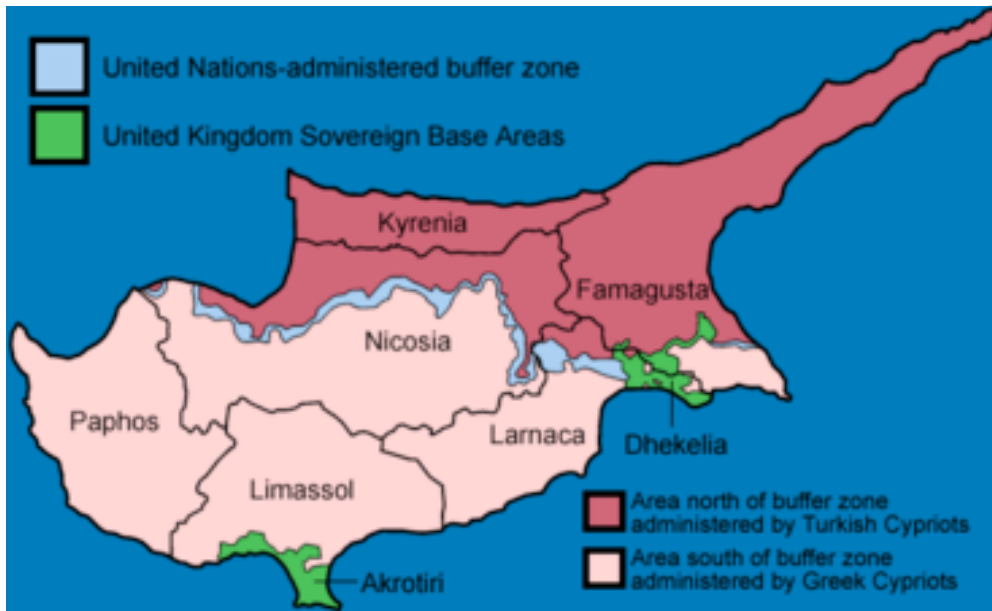 United Nations-administered buffer zone
United Kingdom Sovereign Base Areas
Kyrenia
Famagusta
Nicosia
Paphos
Larnaca
Dhekelia
Limassol
Area north of buffer zone
administered by Turkish Cypriots
Area south of buffer zone
administered by Greek Cypriots
Akrotiri